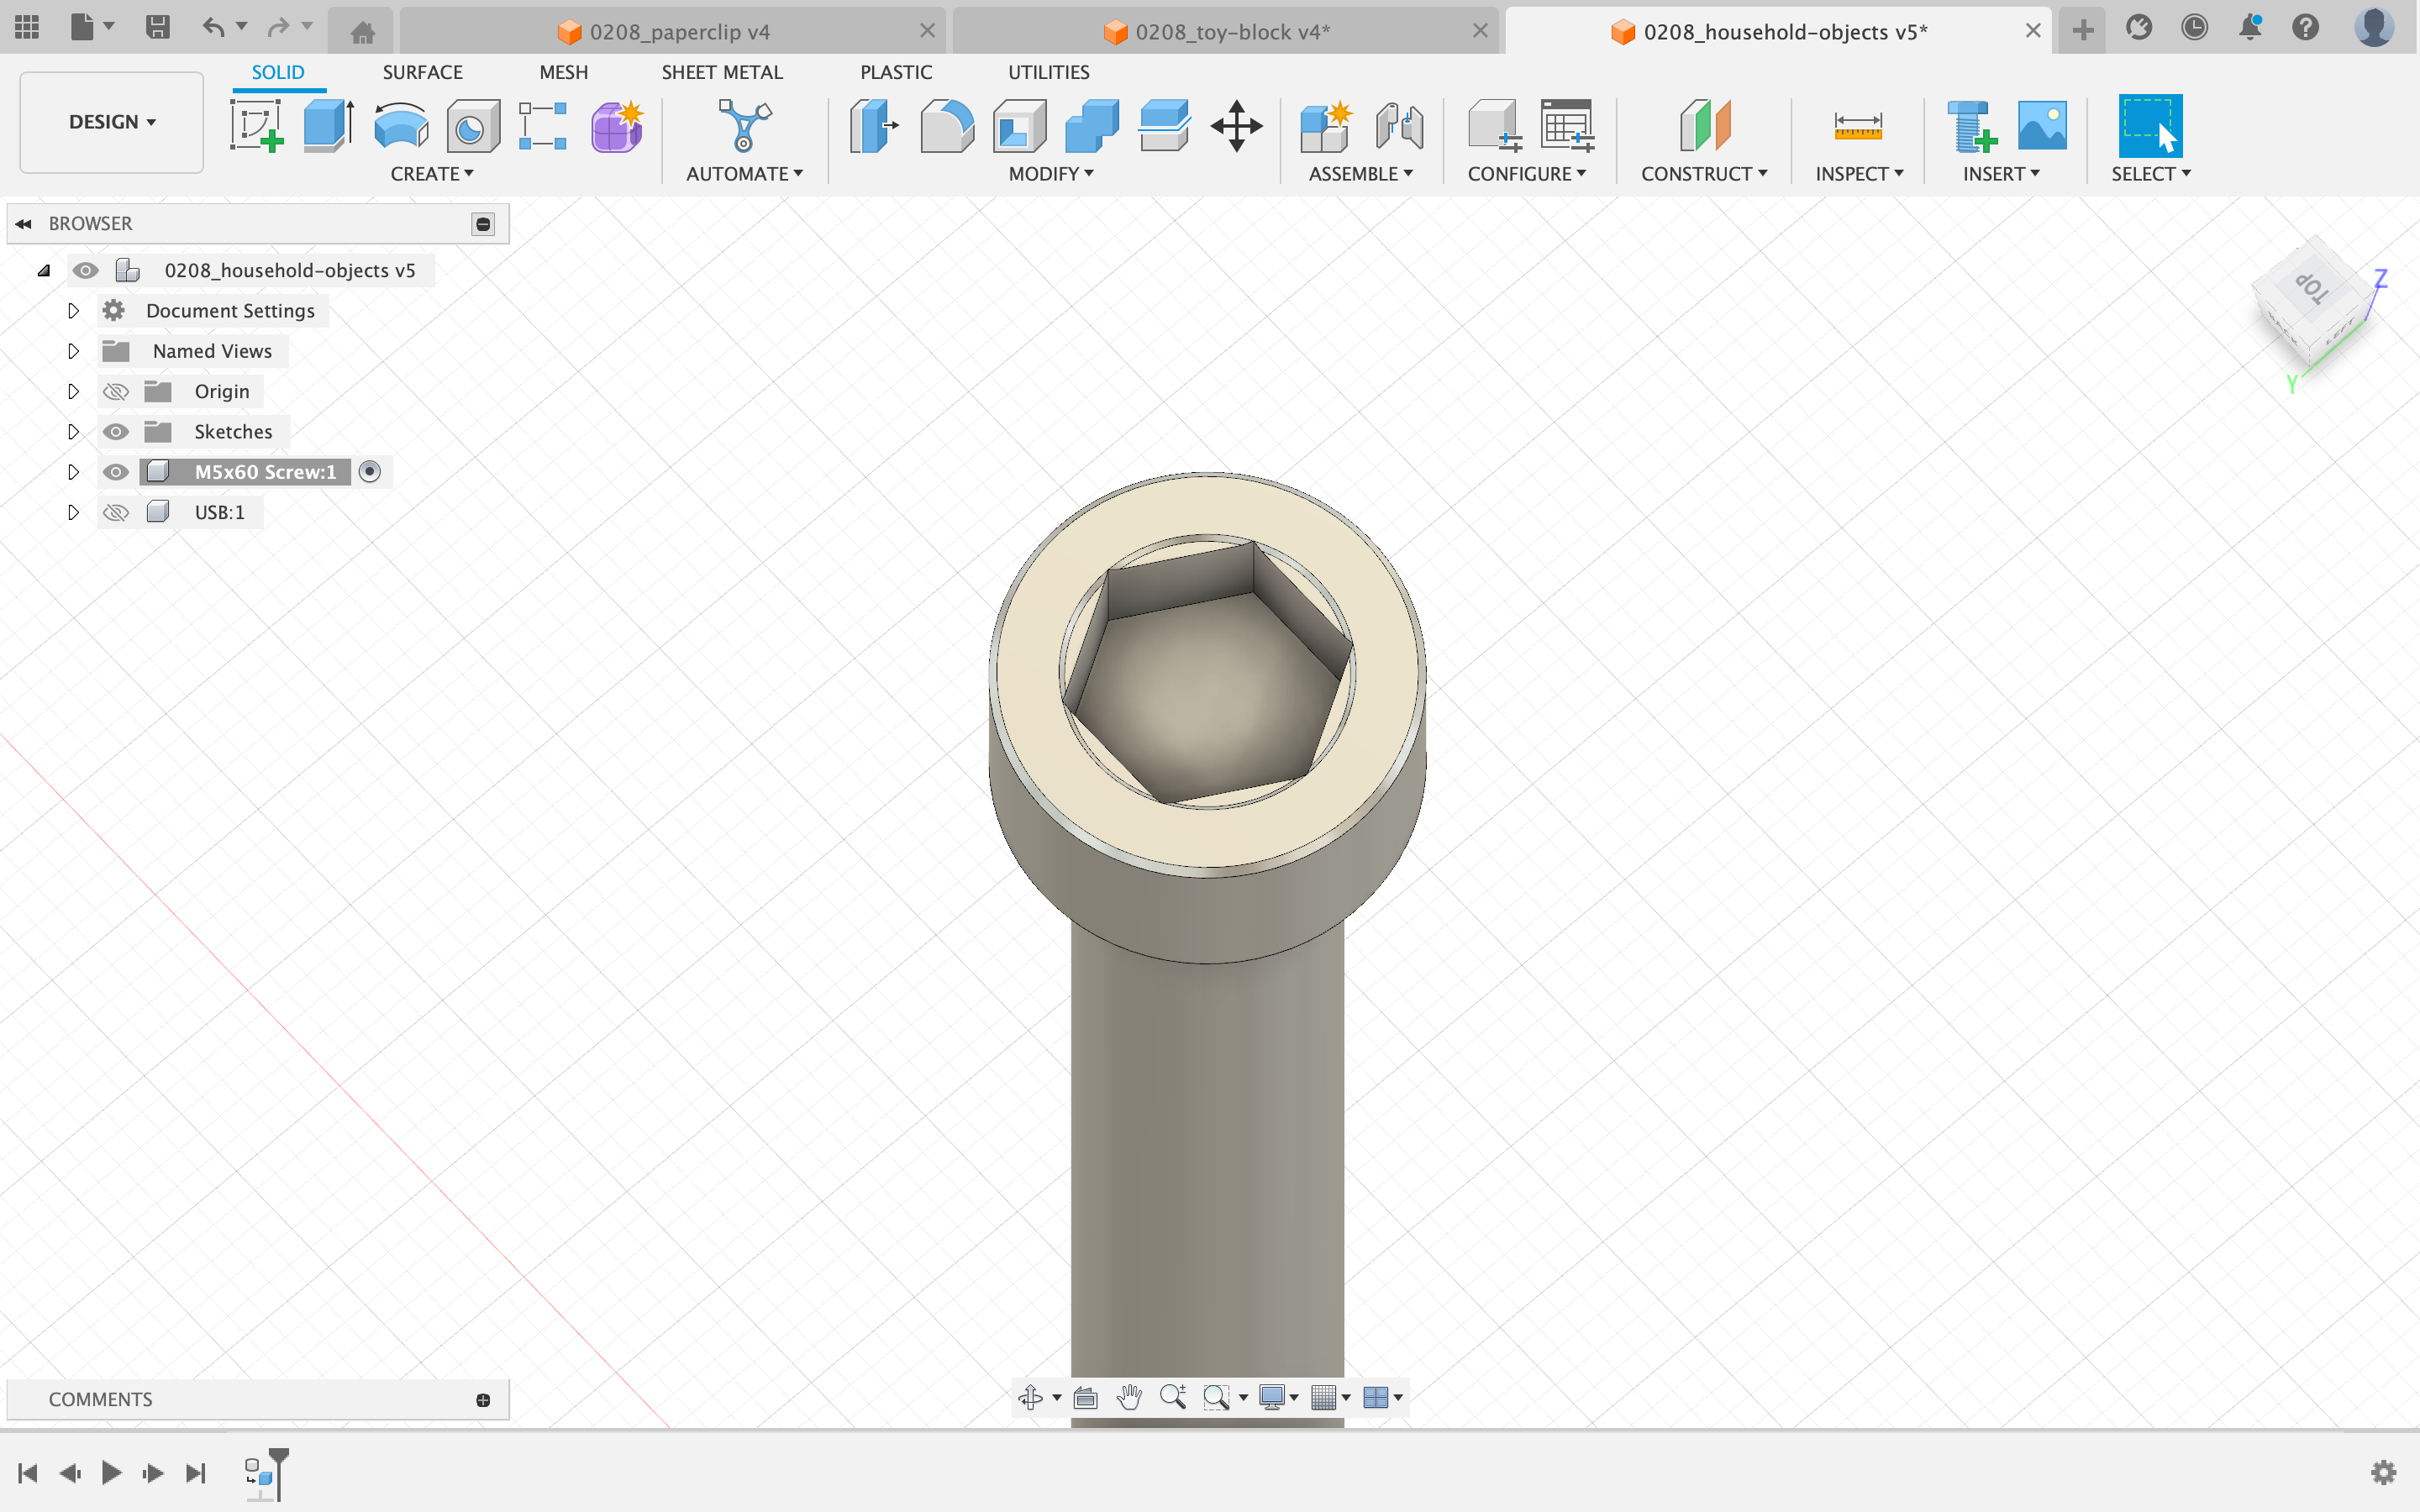 0208_paperclip v4
0208_toy-block v4*
0208_household-objects v5*
DESIGN
SOLID
SURFACE
MESH
SHEET METAL
PLASTIC
UTILITIES
CREATE
AUTOMATE
MODIFY
ASSEMBLE
CONFIGURE
CONSTRUCT
INSPECT
INSERT
SELECT
BROWSER
0208_household-objects v5
Document Settings
Named Views
Origin
Sketches
M5x60 Screw:1
USB:1
TOP
BACK
LEFT
Z
Y
COMMENTS